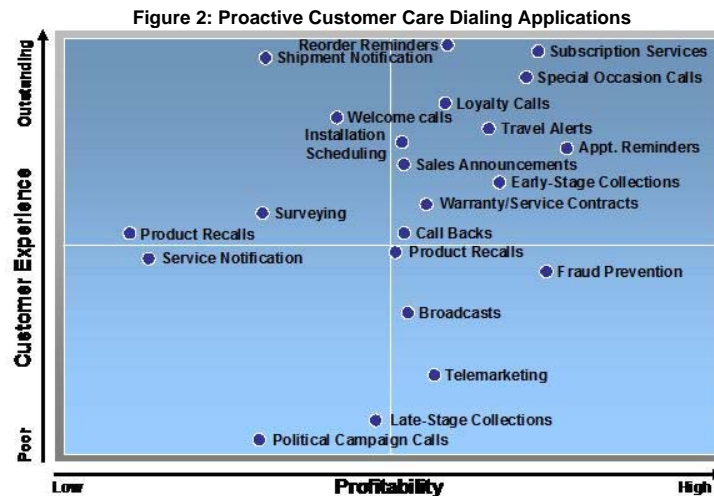 Figure 2: Proactive Customer Care Dialing Applications
Outstanding
Customer Experience
Poor
Reorder Reminders
Subscription Services
Shipment Notification
Special Occasion Calls
Loyalty Calls
Welcome calls
Travel Alerts
Installation
Scheduling
Appt. Reminders
Sales Announcements
Early-Stage Collections
Warranty/Service Contracts
Surveying
Product Recalls
Call Backs
Product Recalls
Service Notification
Fraud Prevention
Broadcasts
Telemarketing
Late-Stage Collections
Political Campaign Calls
Low
Profitability
High